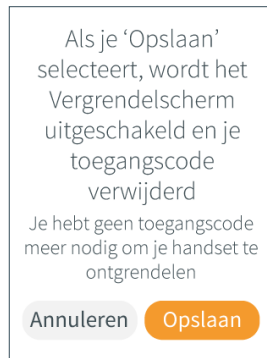 Als je ‘Opslaan’
selecteert, wordt het
Vergrendelscherm
uitgeschakeld en je
toegangscode
verwijderd
Je hebt geen toegangscode
meer nodig om je handset te
ontgrendelen
Annuleren Opslaan